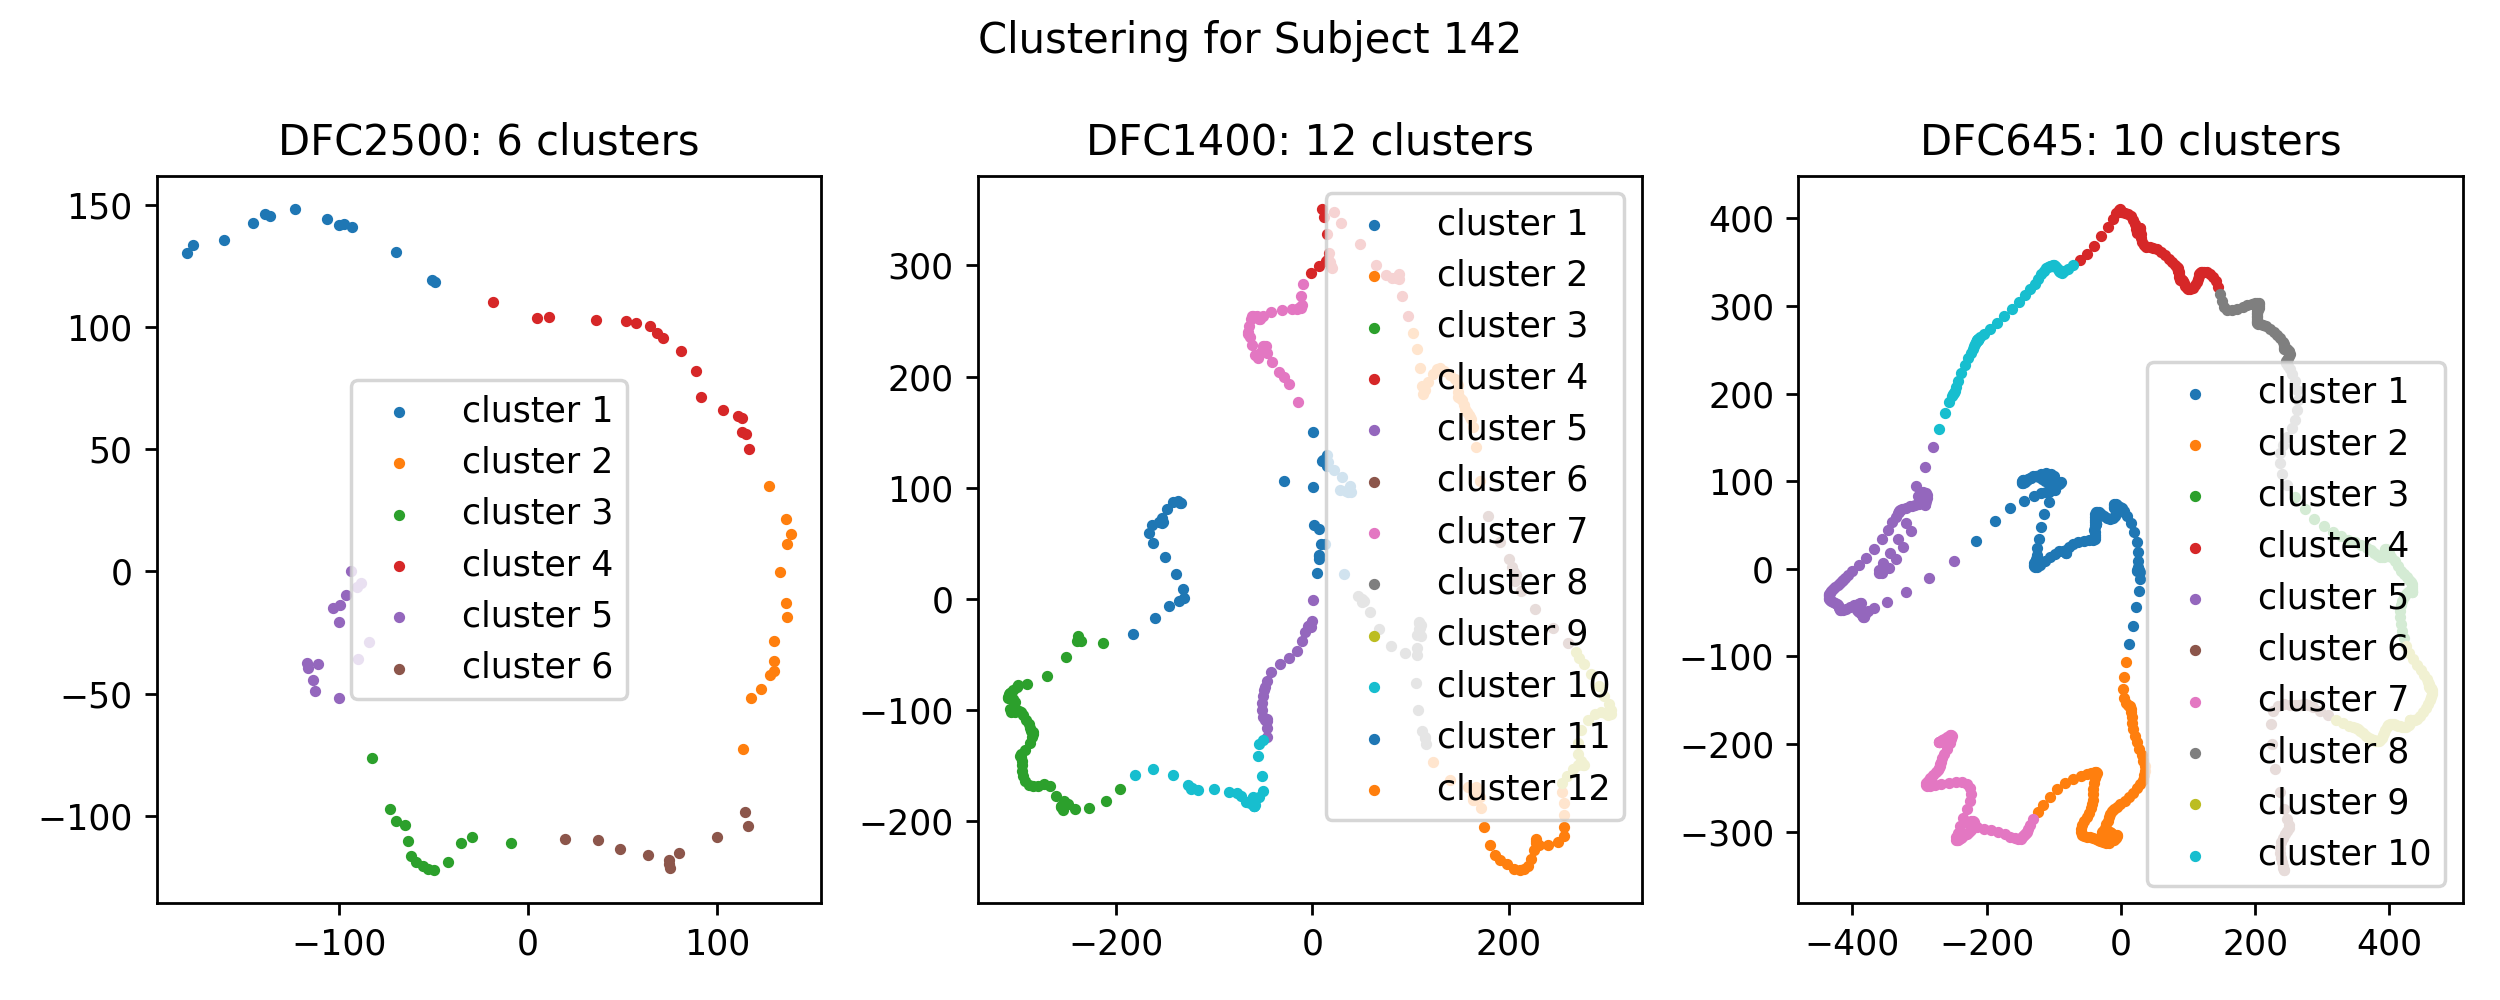 Clustering for Subject 142
DFC2500: 6 clusters
150
100
50
0
−50
−100
−100
0
100
cluster 1
cluster 2
cluster 3
cluster 4
cluster 5
cluster 6
DFC1400: 12 clusters
300
200
100
0
−100
−200
−200
0
200
cluster 1
cluster 2
cluster 3
cluster 4
cluster 5
cluster 6
cluster 7
cluster 8
cluster 9
cluster 10
cluster 11
cluster 12
DFC645: 10 clusters
400
300
200
100
0
−100
−200
−300
−400
−200
0
200
400
cluster 1
cluster 2
cluster 3
cluster 4
cluster 5
cluster 6
cluster 7
cluster 8
cluster 9
cluster 10